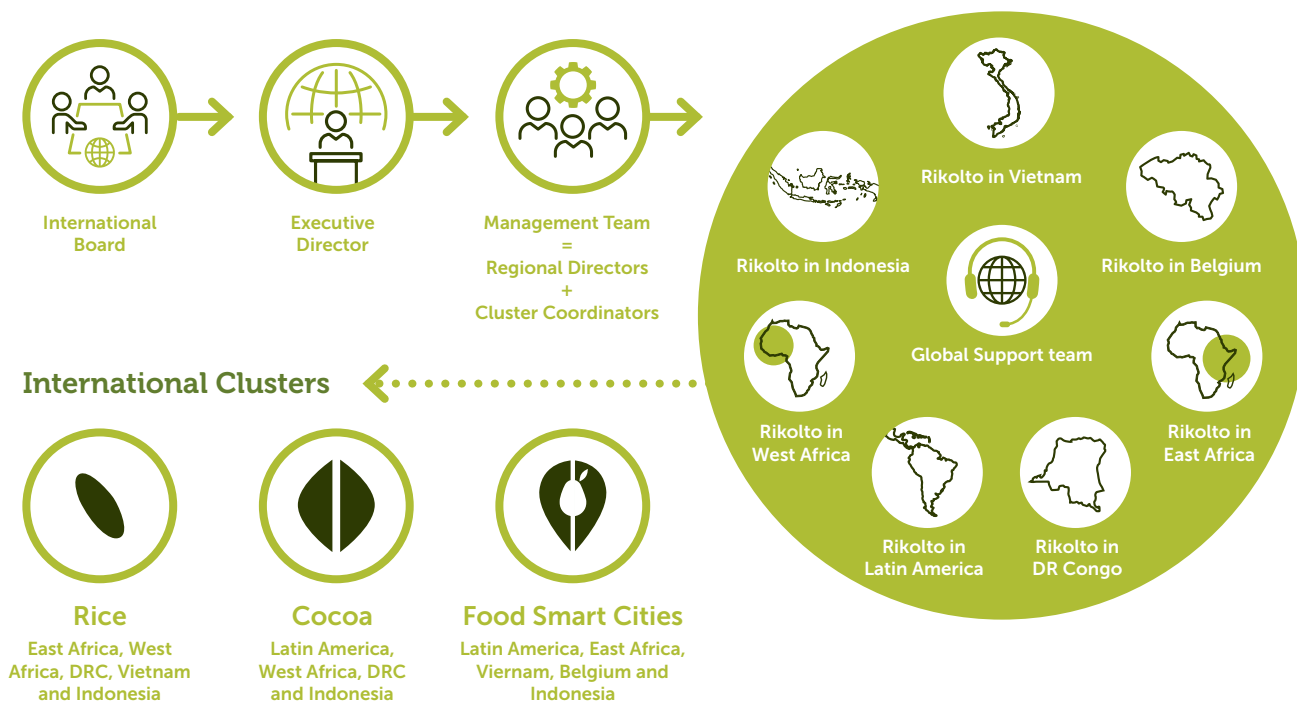 International
Board
Executive
Director
Management Team
=
Regional Directors
+
Cluster Coordinators
Rikolto in Vietnam
Rikolto in Indonesia
Rikolto in Belgium
Global Support team
Rikolto in
West Africa
Rikolto in
East Africa
Rikolto in
Latin America
Rikolto in
DR Congo
International Clusters
Rice
East Africa, West
Africa, DRC, Vietnam
and Indonesia
Cocoa
Latin America,
West Africa, DRC
and Indonesia
Food Smart Cities
Latin America, East Africa,
Viernam, Belgium and
Indonesia